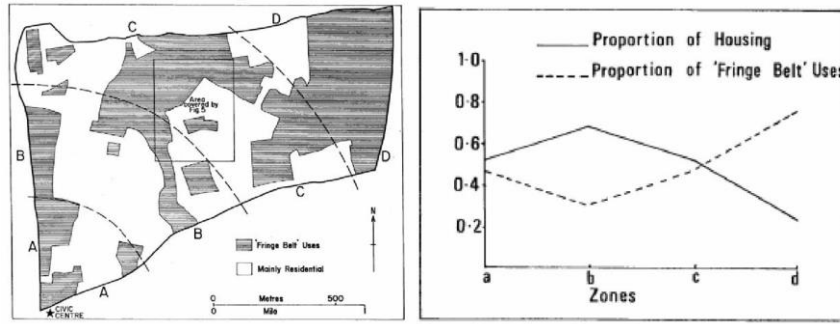 C
D
Area
covered by
Fig.5
B
D
C
B
A
A
N
'Fringe Belt' Uses
Mainly Residential
CIVIC
CENTRE
0 Metres 500
0 Mile
Proportion of Housing
Proportion of 'Fringe Belt' Uses
1·0
0·8
0·6
0·4
0·2
a b c d
Zones